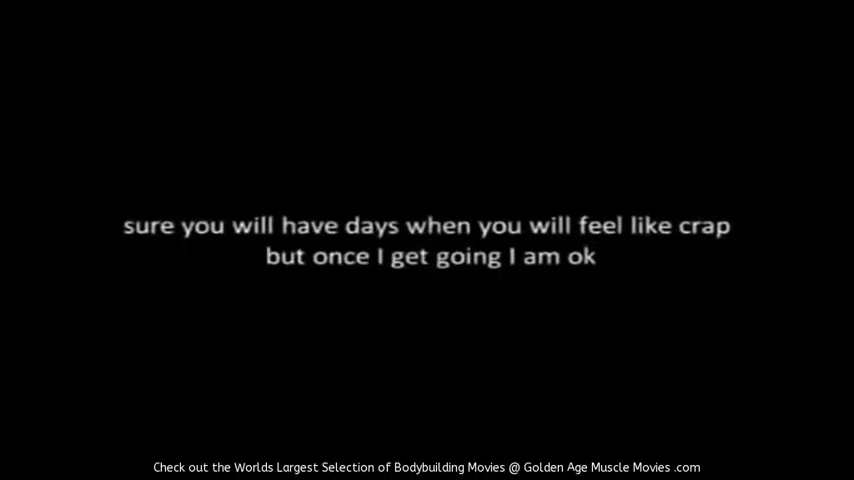 sure you will have days when you will feel like crap
but once I get going I am ok
Check out the Worlds Largest Selection of Bodybuilding Movies @ Golden Age Muscle Movies .com